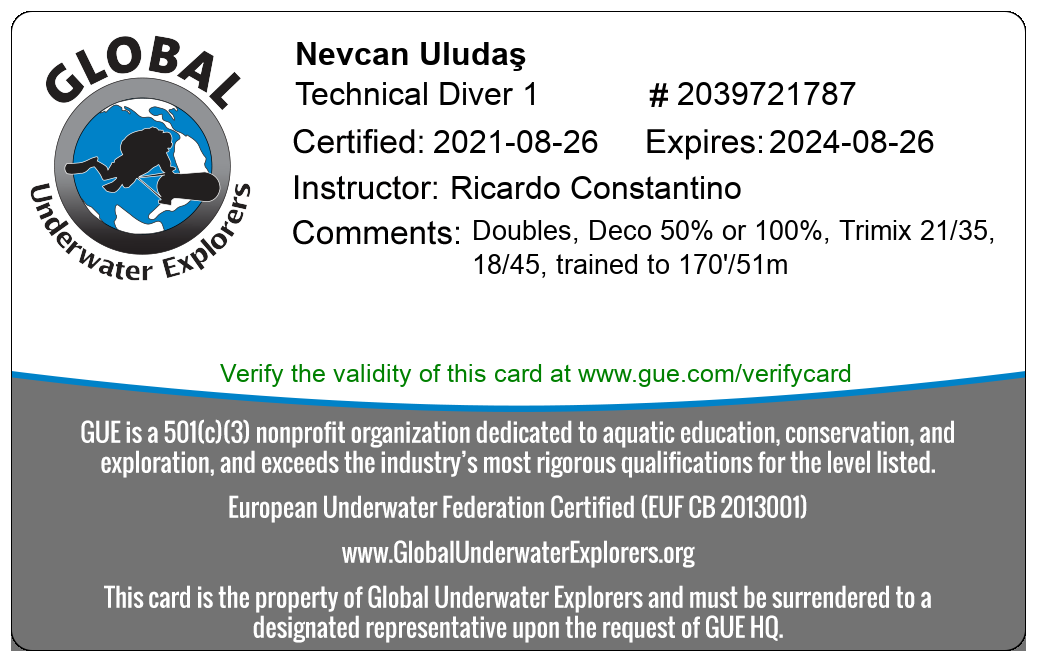 GLOBAL
Underwater Explorers
Nevcan Uludaş
Technical Diver 1 # 2039721787
Certified: 2021-08-26 Expires: 2024-08-26
Instructor: Ricardo Constantino
Comments: Doubles, Deco 50% or 100%, Trimix 21/35,
18/45, trained to 170'/51m
Verify the validity of this card at www.gue.com/verifycard
GUE is a 501(c)(3) nonprofit organization dedicated to aquatic education, conservation, and
exploration, and exceeds the industry's most rigorous qualifications for the level listed.
European Underwater Federation Certified (EUF CB 2013001)
www.GlobalUnderwaterExplorers.org
This card is the property of Global Underwater Explorers and must be surrendered to a
designated representative upon the request of GUE HQ.